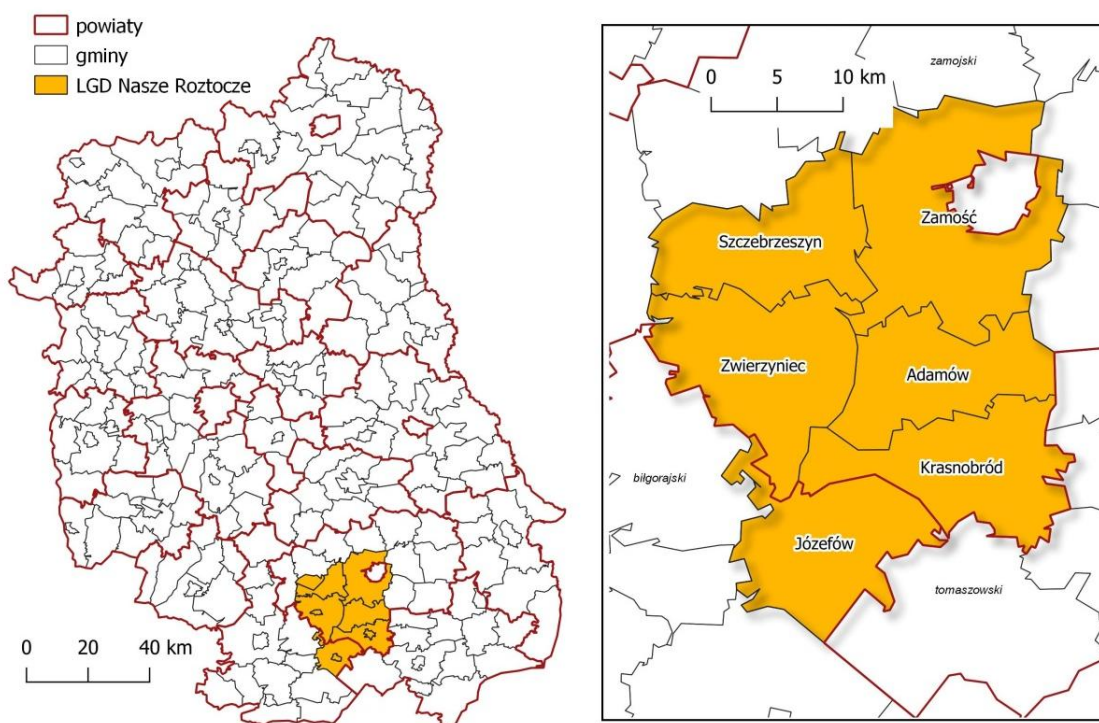 powiaty
gminy
LGD Nasze Roztocze
0 20 40 km
0 5 10 km
zamojski
Zamość
Szczebrzeszyn
Zwierzyniec
Adamów
Krasnobród
biłgorajski
Józefów
tomaszowski